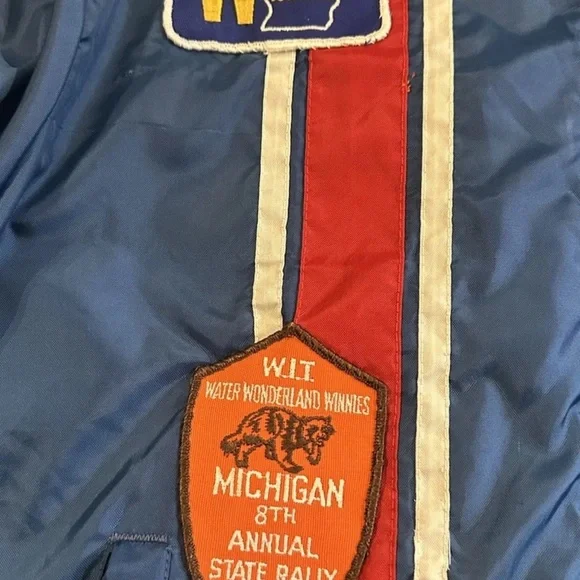 W
W.I.T.
WATER WONDERLAND WINNIES
MICHIGAN
8TH
ANNUAL
STATE RALLY